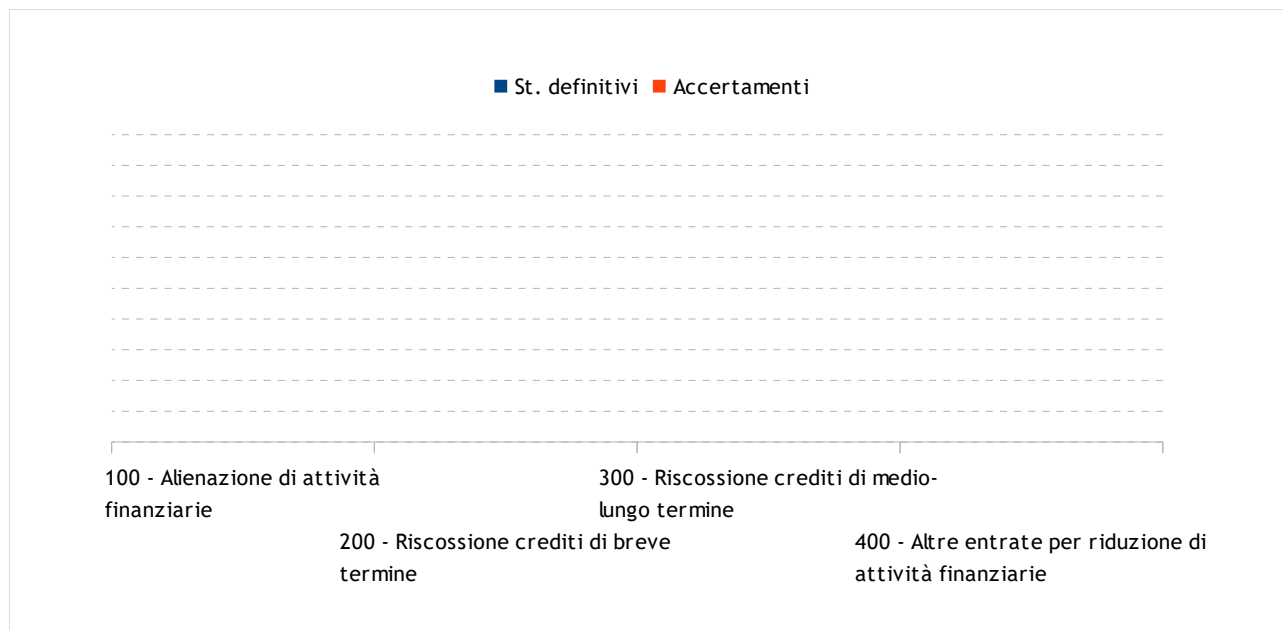 St. definitivi Accertamenti
100 - Alienazione di attività
finanziarie
200 - Riscossione crediti di breve
termine
300 - Riscossione crediti di medio-
lungo termine
400 - Altre entrate per riduzione di
attività finanziarie